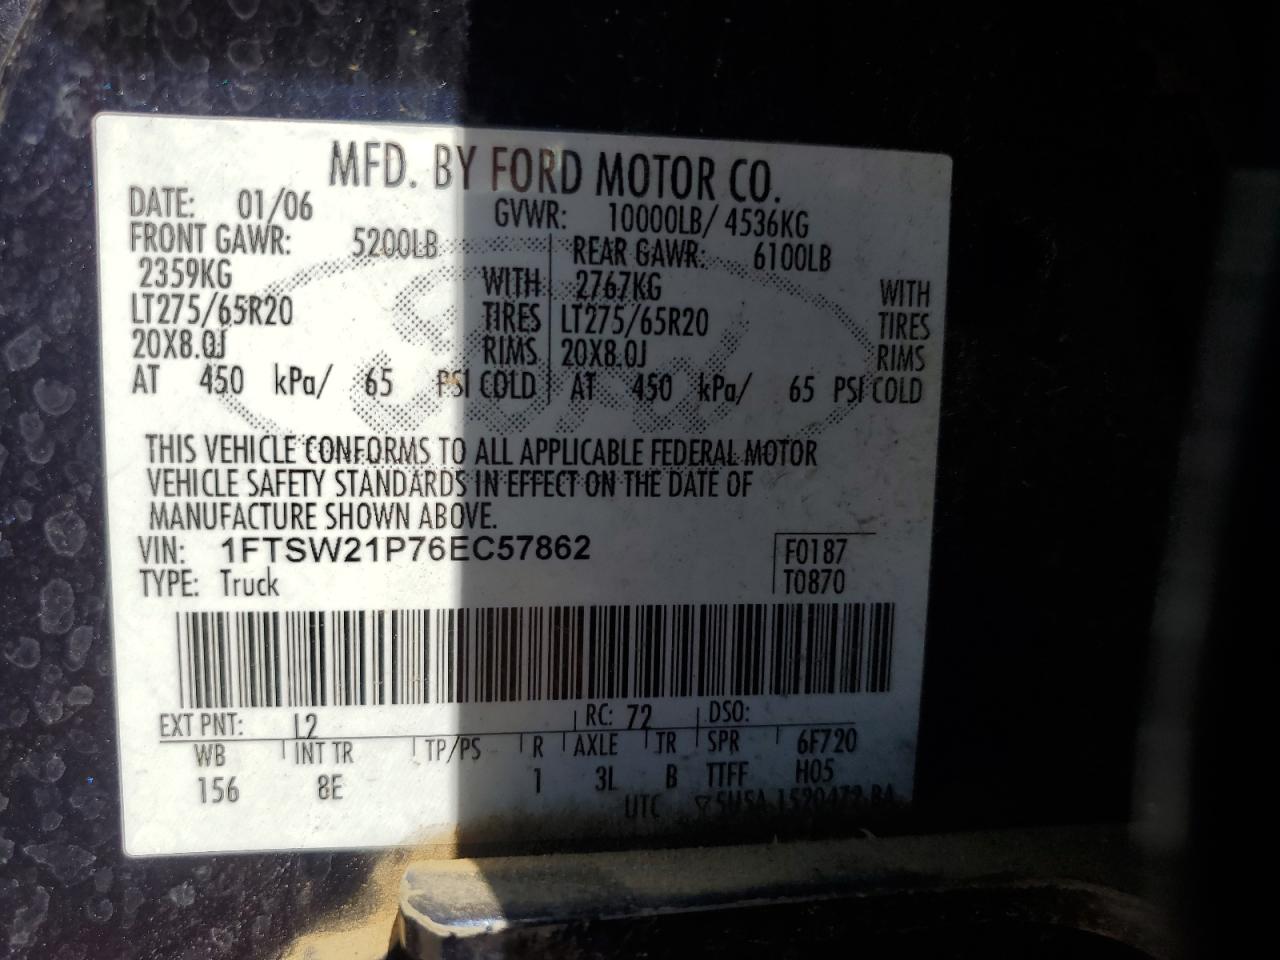 MFD. BY FORD MOTOR CO.
DATE: 01/06 GVWR: 10000LB/ 4536KG
FRONT GAWR: 5200LB REAR GAWR: 6100LB
2359KG WITH 2767KG WITH
LT275/65R20 TIRES LT275/65R20 TIRES
20X8.0J RIMS 20X8.0J RIMS
AT 450 kPa/ 65 PSI COLD AT 450 kPa/ 65 PSI COLD
THIS VEHICLE CONFORMS TO ALL APPLICABLE FEDERAL MOTOR
VEHICLE SAFETY STANDARDS IN EFFECT ON THE DATE OF
MANUFACTURE SHOWN ABOVE.
VIN: 1FTSW21P76EC57862 F0187
TYPE: Truck T0870
EXT PNT: L2 RC: 72 DSO:
WB INT TR TP/PS R AXLE TR SPR 6F720
156 8E 1 3L B TTFF H05
UTC